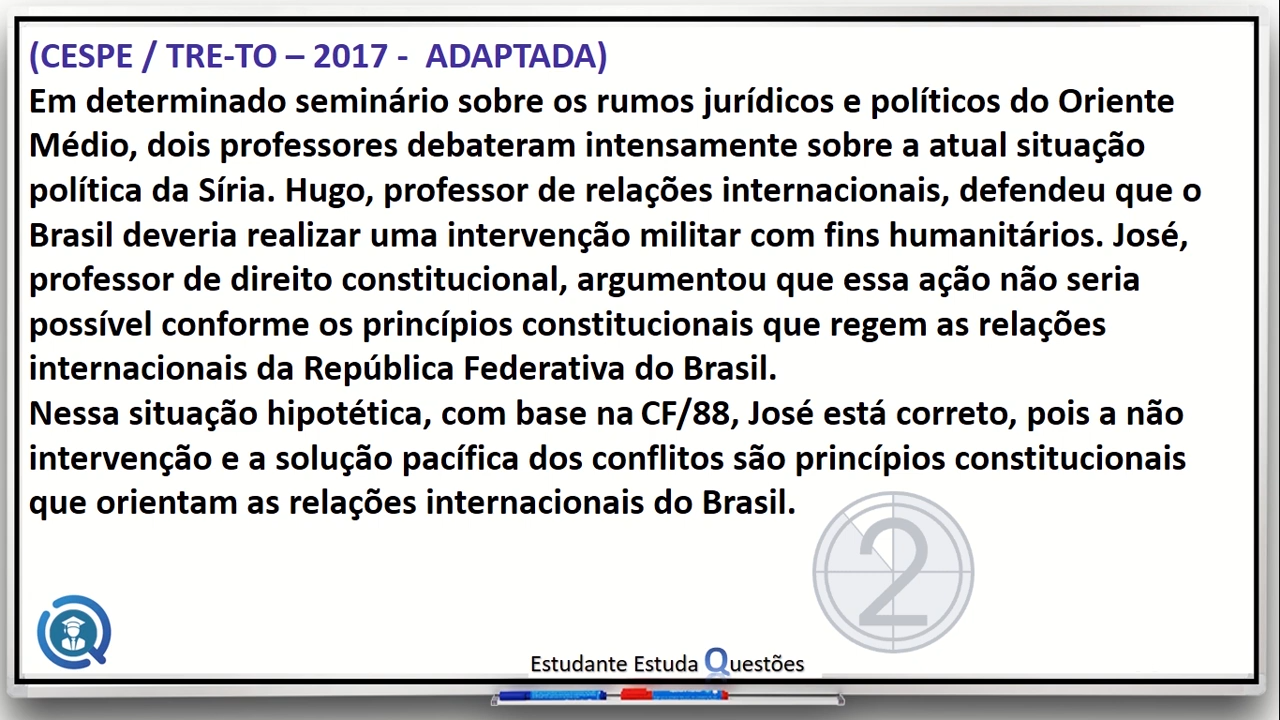 (CESPE / TRE-TO – 2017 - ADAPTADA)
Em determinado seminário sobre os rumos jurídicos e políticos do Oriente
Médio, dois professores debateram intensamente sobre a atual situação
política da Síria. Hugo, professor de relações internacionais, defendeu que o
Brasil deveria realizar uma intervenção militar com fins humanitários. José,
professor de direito constitucional, argumentou que essa ação não seria
possível conforme os princípios constitucionais que regem as relações
internacionais da República Federativa do Brasil.
Nessa situação hipotética, com base na CF/88, José está correto, pois a não
intervenção e a solução pacífica dos conflitos são princípios constitucionais
que orientam as relações internacionais do Brasil.
2
Estudante Estuda Questões